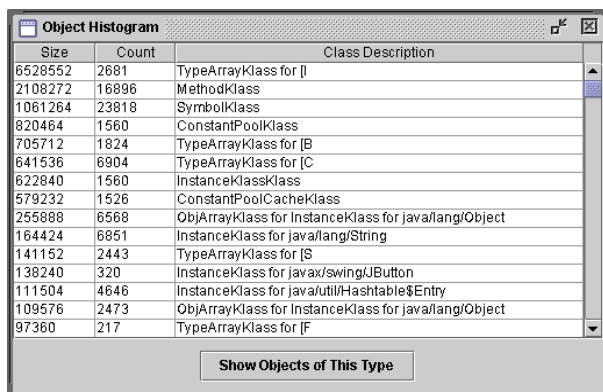 Object Histogram
Size Count Class Description
6528552 2681 TypeArrayKlass for [I
2108272 16896 MethodKlass
1061264 23818 SymbolKlass
820464 1560 ConstantPoolKlass
705712 1824 TypeArrayKlass for [B
641536 6904 TypeArrayKlass for [C
622840 1560 InstanceKlassKlass
579232 1526 ConstantPoolCacheKlass
255888 6568 ObjArrayKlass for InstanceKlass for java/lang/Object
164424 6851 InstanceKlass for java/lang/String
141152 2443 TypeArrayKlass for [S
138240 320 InstanceKlass for javax/swing/JButton
111504 4646 InstanceKlass for java/util/Hashtable$Entry
109576 2473 ObjArrayKlass for InstanceKlass for java/lang/Object
97360 217 TypeArrayKlass for [F
Show Objects of This Type